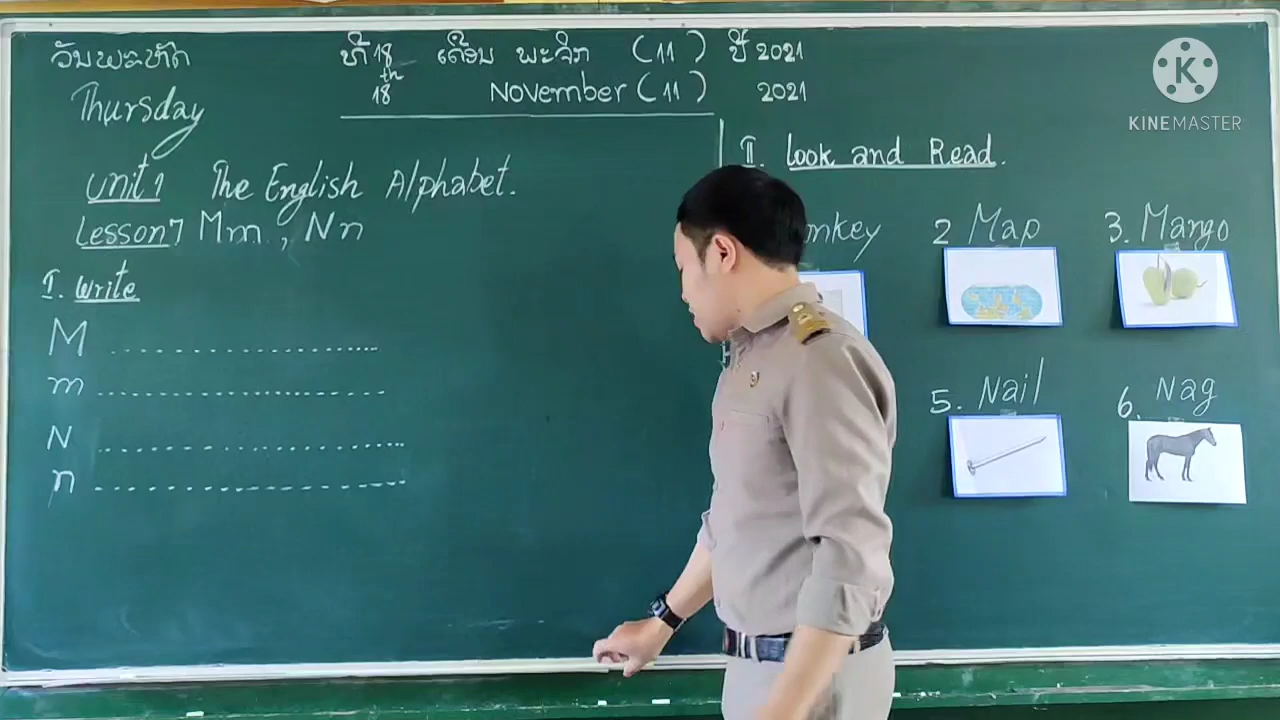 ວັນພະຫັດ ທີ 18 ເດືອນ ພະຈິກ (11) ປີ 2021
Thursday 18th November (11) 2021
Unit 1 The English Alphabet.
Lesson 7 Mm, Nn
I. Write
M
m
N
n
II. Look and Read.
2 Map
3. Mango
5. Nail
6. Nag
K
KINEMASTER